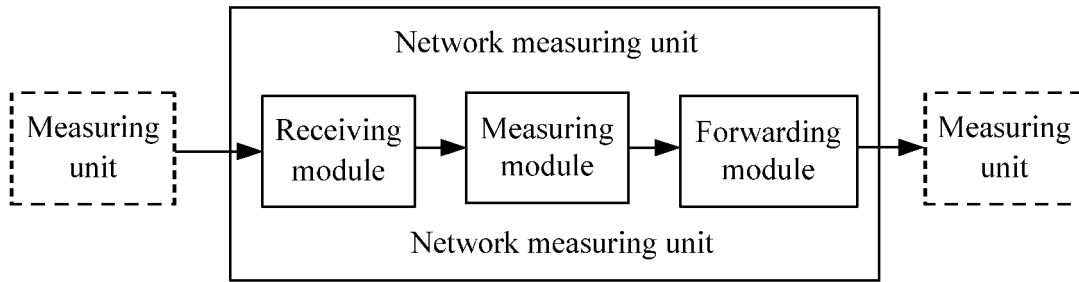 Network measuring unit
Measuring
unit
Receiving
module
Measuring
module
Forwarding
module
Measuring
unit
Network measuring unit